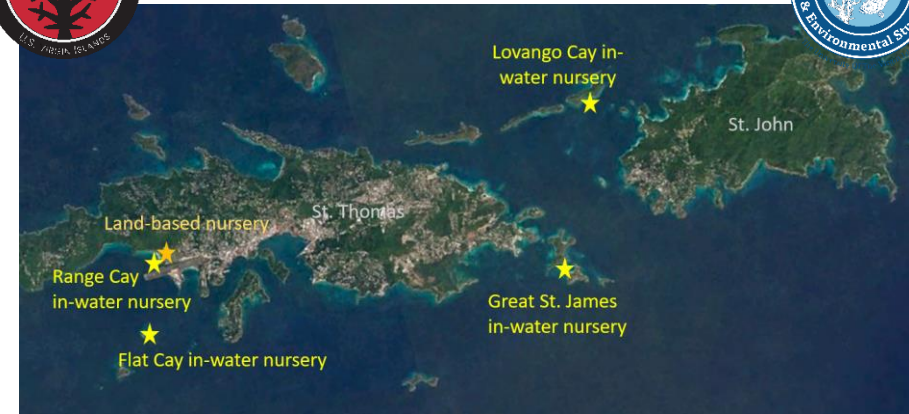 U.S. VIRGIN ISLANDS
& Environmental
Lovango Cay in-
water nursery
St. John
St. Thomas
Land-based nursery
Range Cay
in-water nursery
Great St. James
in-water nursery
Flat Cay in-water nursery